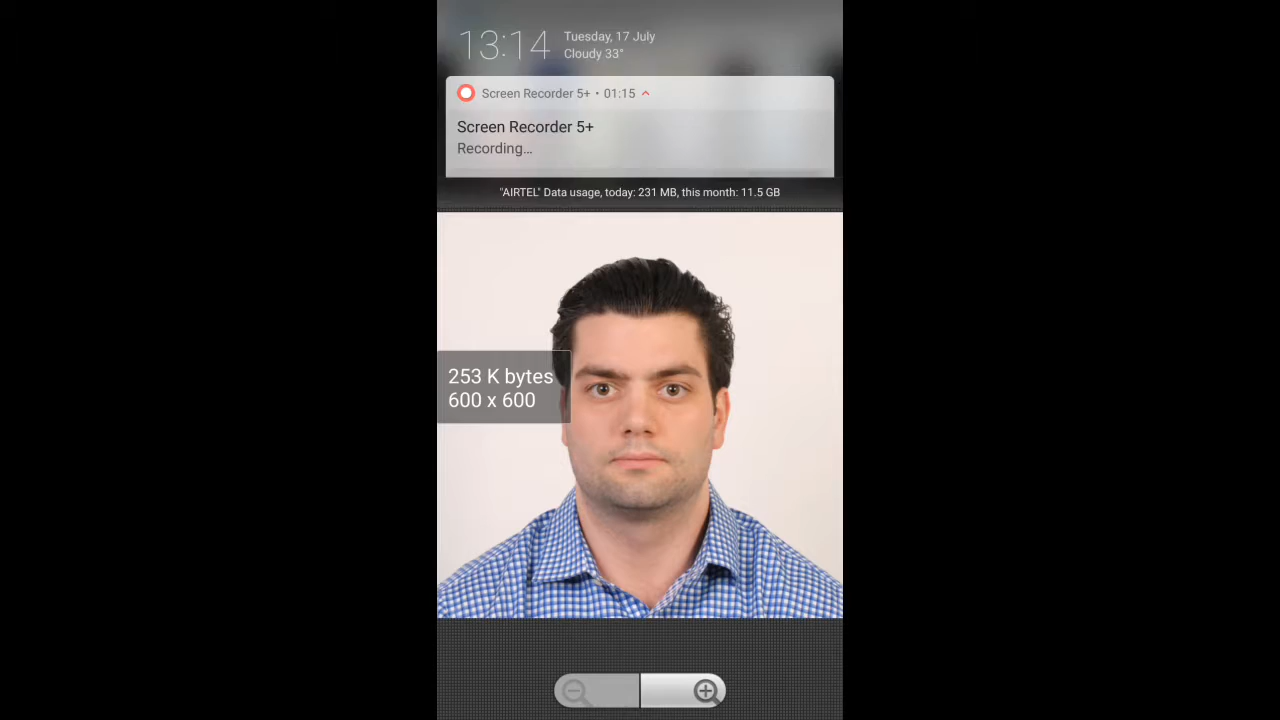 13:14
Tuesday, 17 July
Cloudy 33°
Screen Recorder 5+ • 01:15
Screen Recorder 5+
Recording...
"AIRTEL" Data usage, today: 231 MB, this month: 11.5 GB
253 K bytes
600 x 600